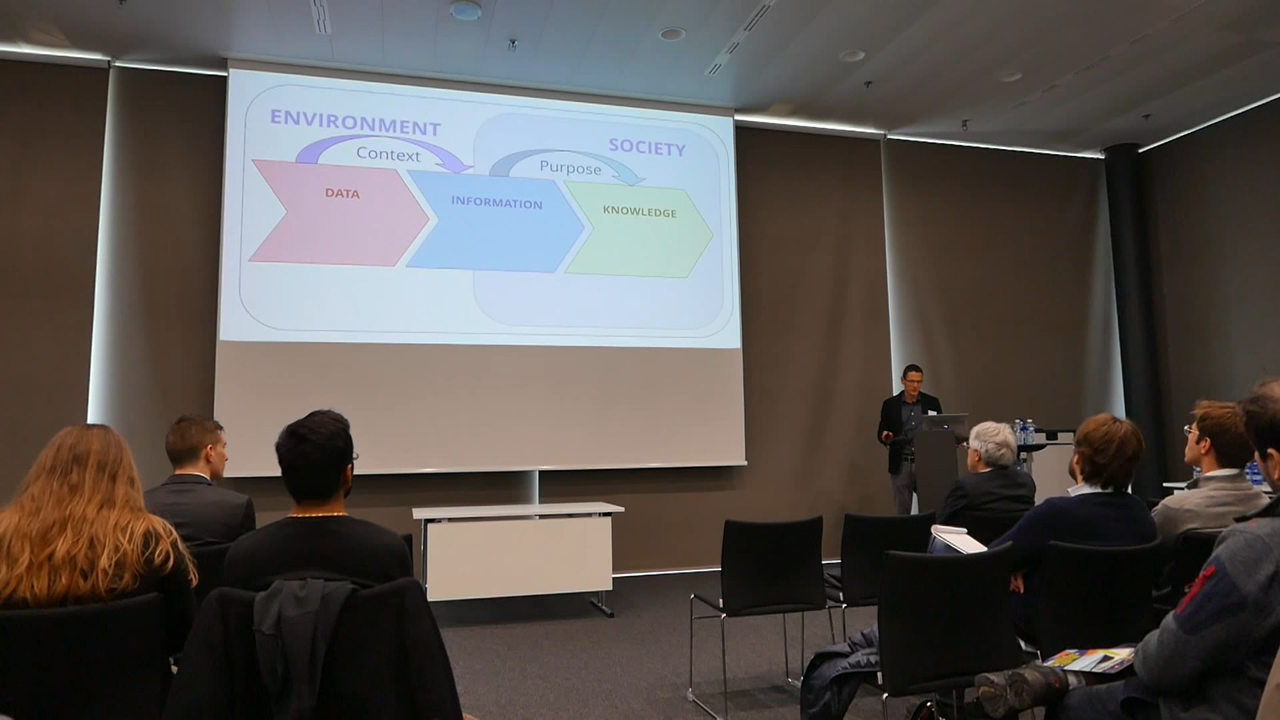 ENVIRONMENT
SOCIETY
Context
Purpose
DATA
INFORMATION
KNOWLEDGE